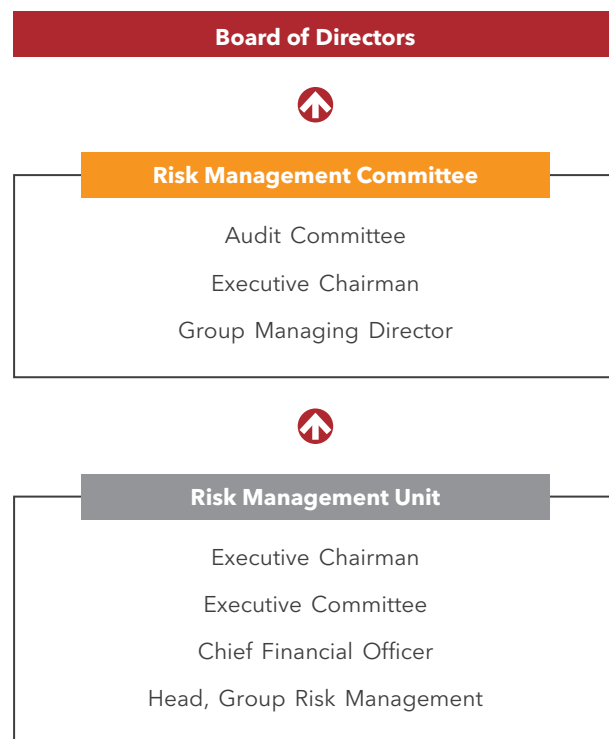 Board of Directors
Risk Management Committee
Audit Committee
Executive Chairman
Group Managing Director
Risk Management Unit
Executive Chairman
Executive Committee
Chief Financial Officer
Head, Group Risk Management